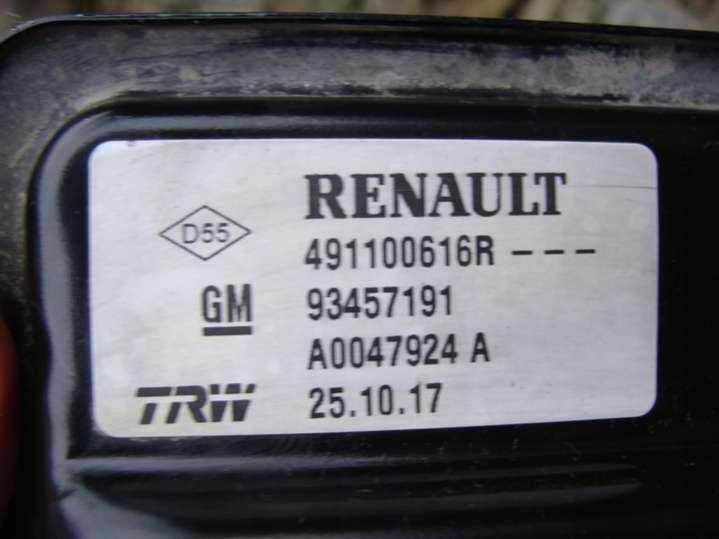 RENAULT
D55
491100616R - - -
GM 93457191
A0047924 A
TRW 25.10.17